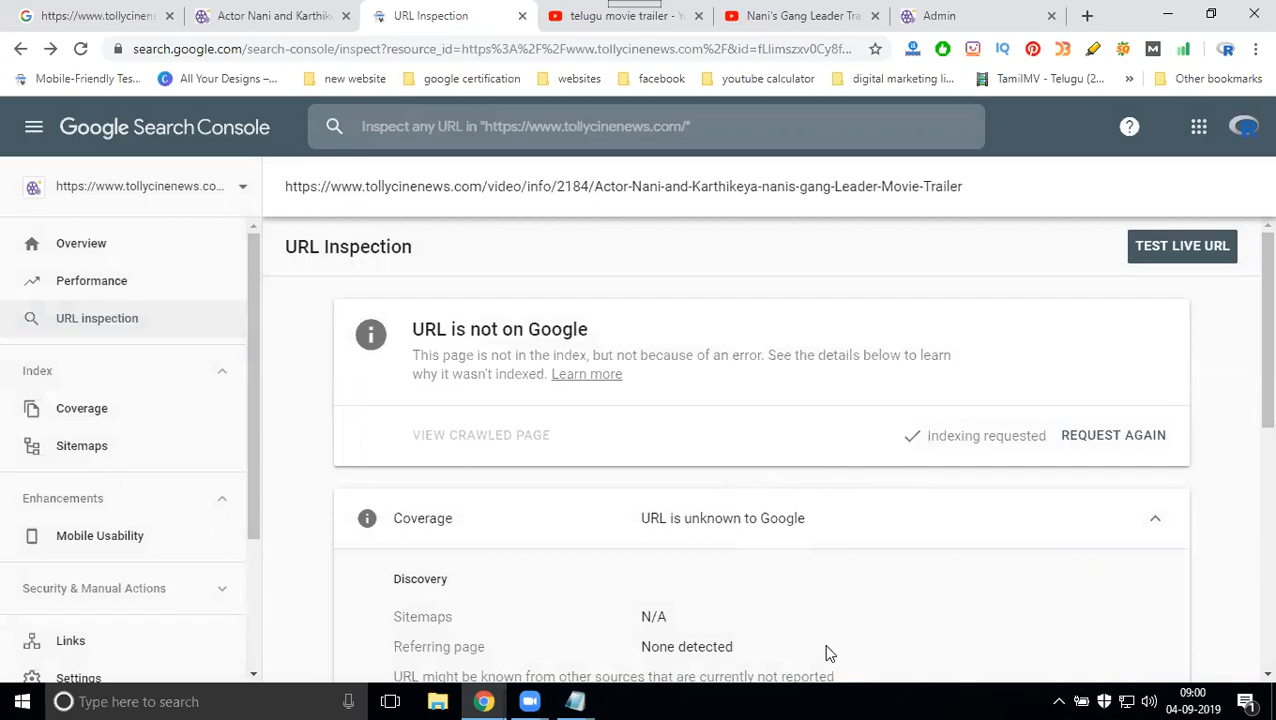 https://www.tollycinenews.com/v
Actor Nani and Karthik
URL Inspection
telugu movie trailer - Yo
Nani's Gang Leader Tra
Admin
search.google.com/search-console/inspect?resource_id=https%3A%2F%2Fwww.tollycinenews.com%2F&id=fLlimszxv0Cy8f...
Mobile-Friendly Tes...
All Your Designs –...
new website
google certification
websites
facebook
youtube calculator
digital marketing li...
TamilMV - Telugu (2...
Other bookmarks
Google Search Console
Inspect any URL in "https://www.tollycinenews.com/"
https://www.tollycinenews.co...
https://www.tollycinenews.com/video/info/2184/Actor-Nani-and-Karthikeya-nanis-gang-Leader-Movie-Trailer
Overview
Performance
URL inspection
Index
Coverage
Sitemaps
Enhancements
Mobile Usability
Security & Manual Actions
Links
Settings
URL Inspection
TEST LIVE URL
URL is not on Google
This page is not in the index, but not because of an error. See the details below to learn
why it wasn't indexed. Learn more
VIEW CRAWLED PAGE
Indexing requested
REQUEST AGAIN
Coverage
URL is unknown to Google
Discovery
Sitemaps
N/A
Referring page
None detected
URL might be known from other sources that are currently not reported
Type here to search
09:00
04-09-2019